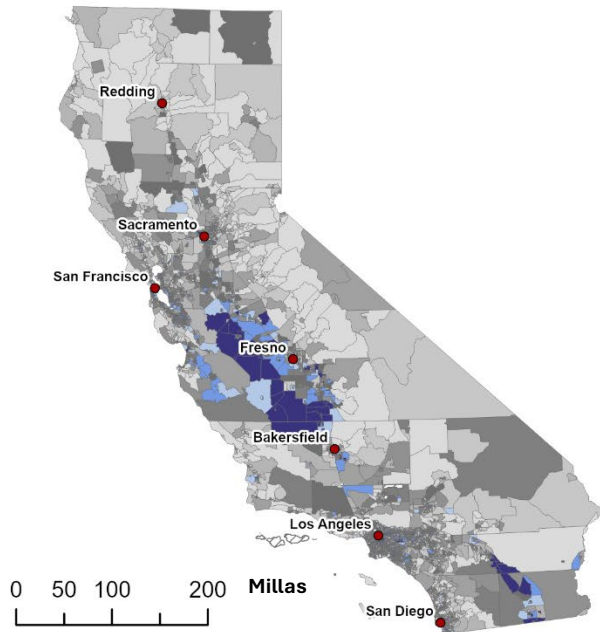 Redding
Sacramento
San Francisco
Fresno
Bakersfield
Los Angeles
San Diego
Millas
0 50 100 200